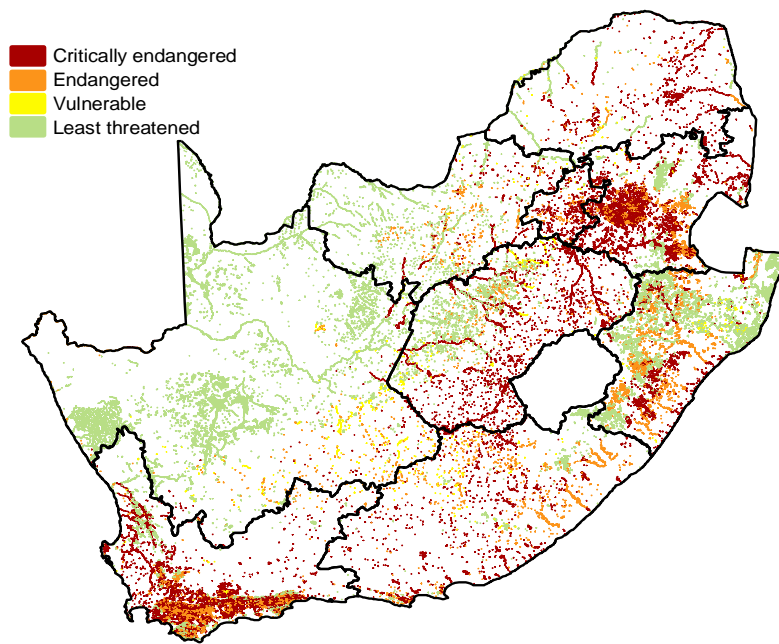 Critically endangered
Endangered
Vulnerable
Least threatened